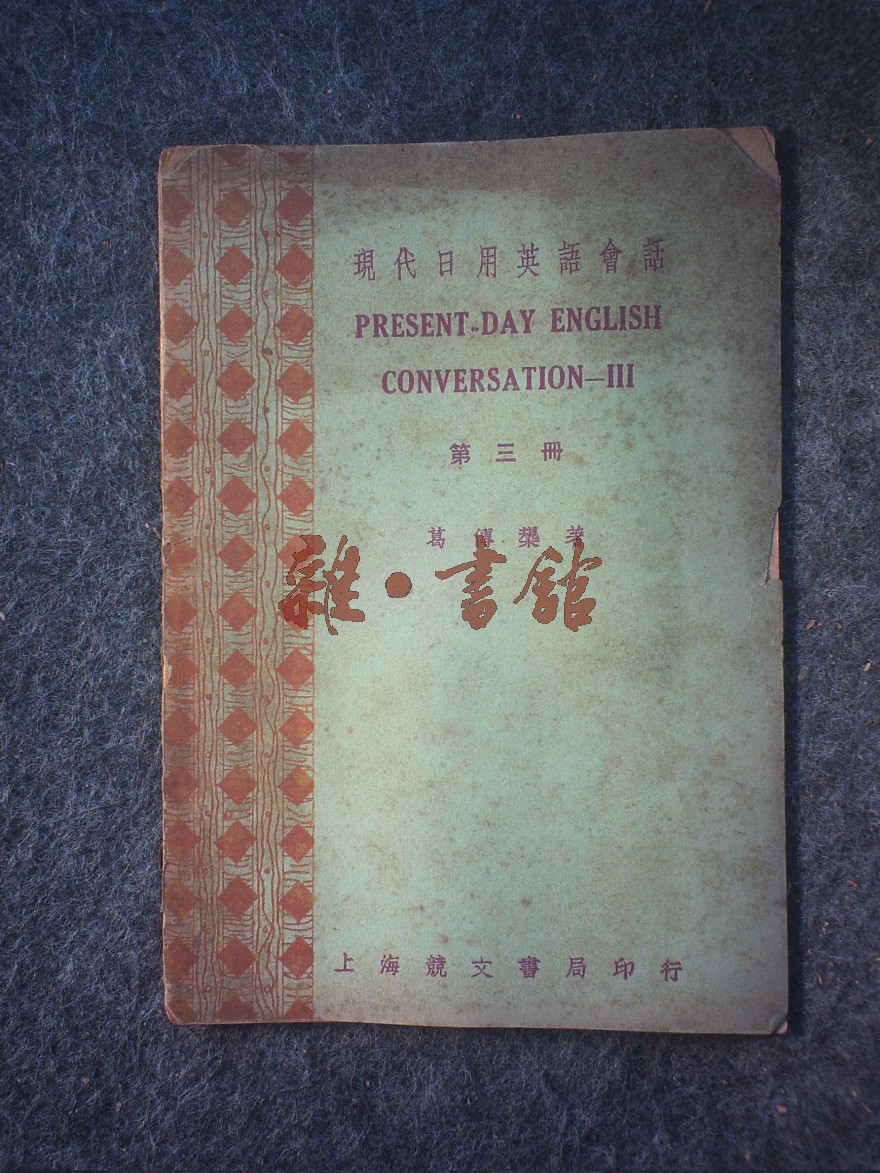 現代日用英語會話
PRESENT-DAY ENGLISH
CONVERSATION—III
第三冊
葛傳槼著
雜·書館
上海競文書局印行